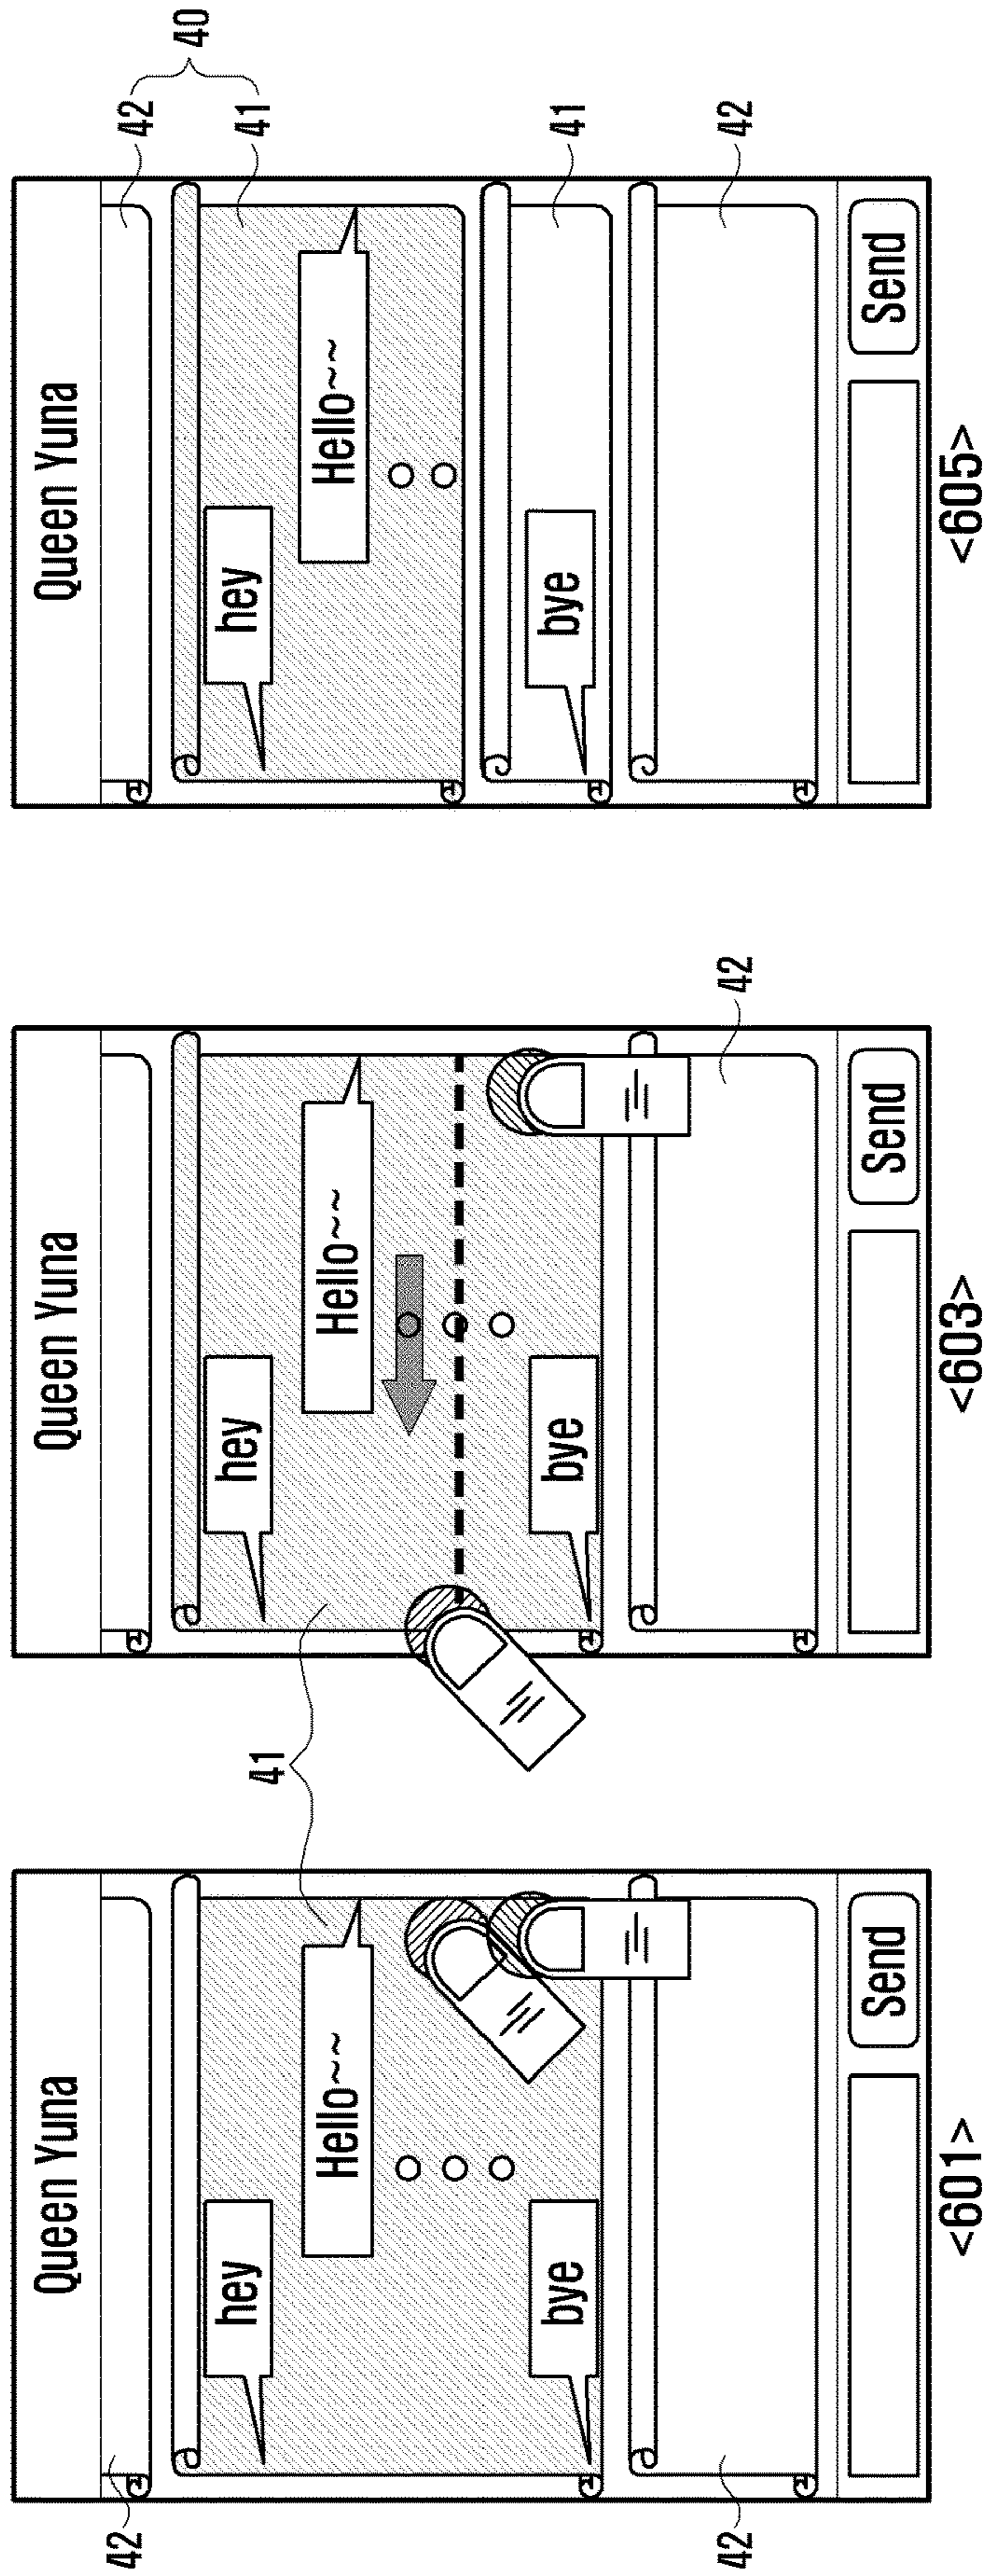 42
Queen Yuna
hey
Hello~~
bye
42
Send
<601>
41
Queen Yuna
hey
Hello~~
bye
42
Send
<603>
Queen Yuna
42
40
41
hey
Hello~~
41
bye
42
Send
<605>